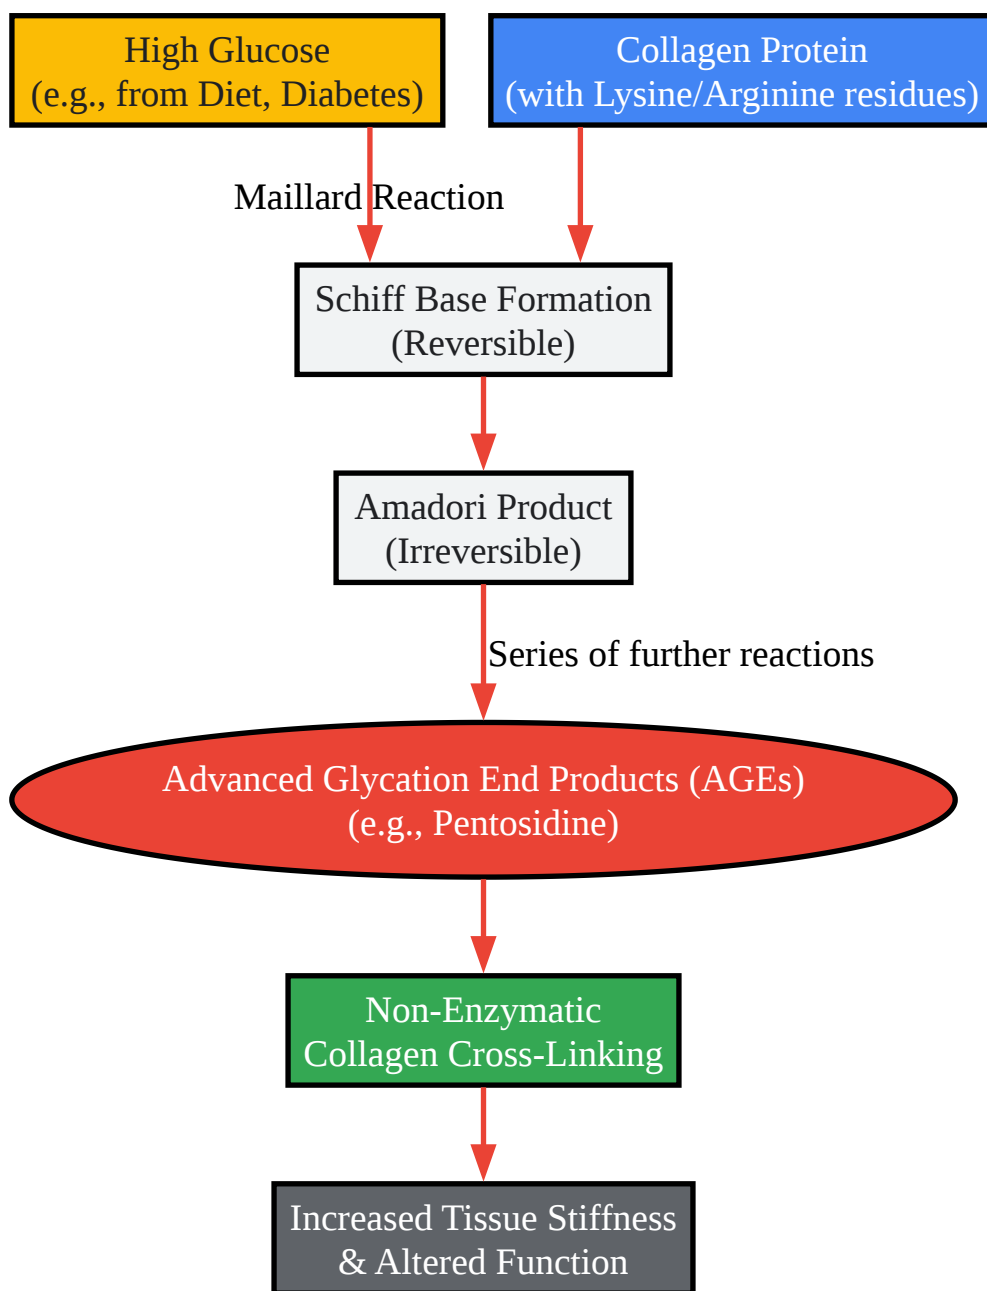 High Glucose
(e.g., from Diet, Diabetes)
Collagen Protein
(with Lysine/Arginine residues)
Maillard Reaction
Schiff Base Formation
(Reversible)
Amadori Product
(Irreversible)
Series of further reactions
Advanced Glycation End Products (AGEs)
(e.g., Pentosidine)
Non-Enzymatic
Collagen Cross-Linking
Increased Tissue Stiffness
& Altered Function